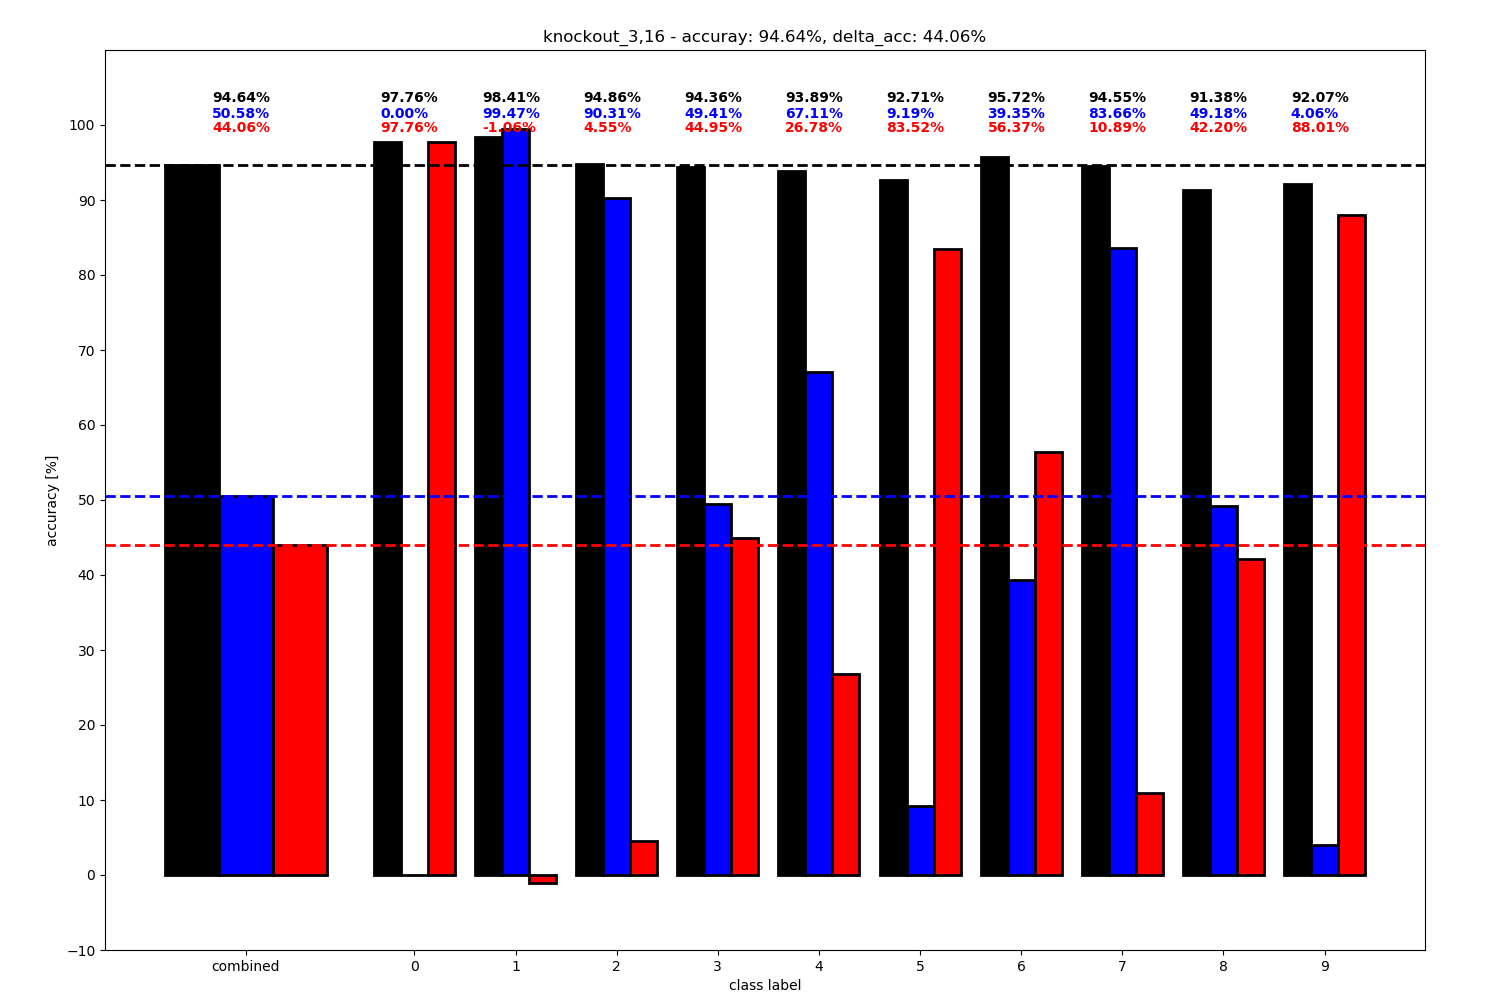 knockout_3,16 - accuray: 94.64%, delta_acc: 44.06%
94.64% 97.76% 98.41% 94.86% 94.36% 93.89% 92.71% 95.72% 94.55% 91.38% 92.07%
50.58% 0.00% 99.47% 90.31% 49.41% 67.11% 9.19% 39.35% 83.66% 49.18% 4.06%
44.06% 97.76% -1.06% 4.55% 44.95% 26.78% 83.52% 56.37% 10.89% 42.20% 88.01%
100
90
80
70
60
50
40
30
20
10
0
−10
accuracy [%]
combined 0 1 2 3 4 5 6 7 8 9
class label